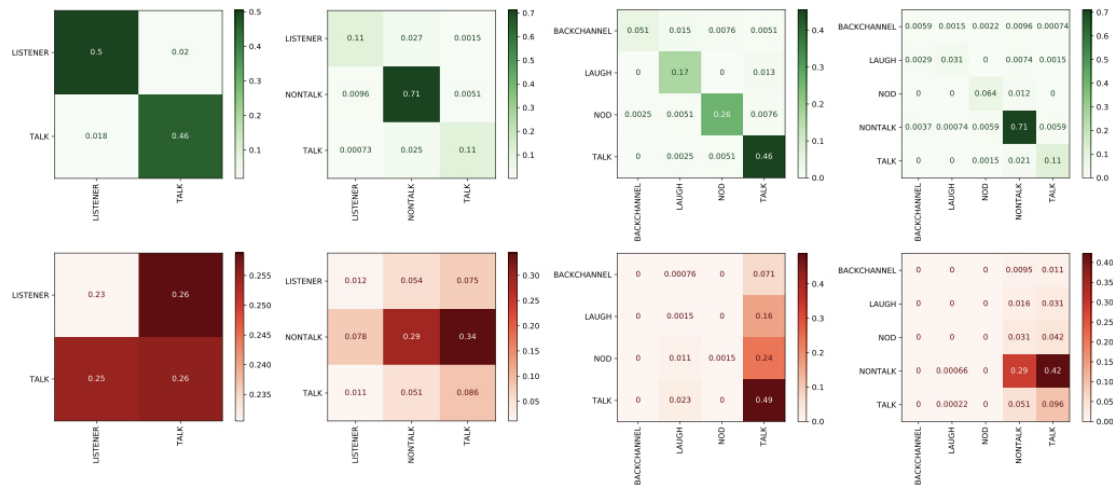 0.5
LISTENER
0.5 0.02
0.4
0.3
0.2
TALK
0.018 0.46
0.1
LISTENER
TALK
0.7
LISTENER
0.11 0.027 0.0015
0.6
0.5
NONTALK
0.0096 0.71 0.0051
0.4
0.3
0.2
TALK
0.00073 0.025 0.11
0.1
LISTENER
NONTALK
TALK
BACKCHANNEL
0.051 0.015 0.0076 0.0051
0.4
LAUGH
0 0.17 0 0.013
0.3
0.2
NOD
0.0025 0.0051 0.26 0.0076
0.1
TALK
0 0.0025 0.0051 0.46
0.0
BACKCHANNEL
LAUGH
NOD
TALK
0.7
BACKCHANNEL
0.0059 0.0015 0.0022 0.0096 0.00074
0.6
LAUGH
0.0029 0.031 0 0.0074 0.0015
0.5
0.4
NOD
0 0 0.064 0.012 0
0.3
NONTALK
0.0037 0.00074 0.0059 0.71 0.0059
0.2
0.1
TALK
0 0 0.0015 0.021 0.11
0.0
BACKCHANNEL
LAUGH
NOD
NONTALK
TALK
0.255
LISTENER
0.23 0.26
0.250
0.245
0.240
TALK
0.25 0.26
0.235
LISTENER
TALK
LISTENER
0.012 0.054 0.075
0.30
0.25
NONTALK
0.078 0.29 0.34
0.20
0.15
0.10
TALK
0.011 0.051 0.086
0.05
LISTENER
NONTALK
TALK
BACKCHANNEL
0 0.00076 0 0.071
0.4
LAUGH
0 0.0015 0 0.16
0.3
0.2
NOD
0 0.011 0.0015 0.24
0.1
TALK
0 0.023 0 0.49
0.0
BACKCHANNEL
LAUGH
NOD
TALK
BACKCHANNEL
0 0 0 0.0095 0.011
0.40
0.35
LAUGH
0 0 0 0.016 0.031
0.30
0.25
NOD
0 0 0 0.031 0.042
0.20
0.15
NONTALK
0 0.00066 0 0.29 0.42
0.10
0.05
TALK
0 0.00022 0 0.051 0.096
0.00
BACKCHANNEL
LAUGH
NOD
NONTALK
TALK